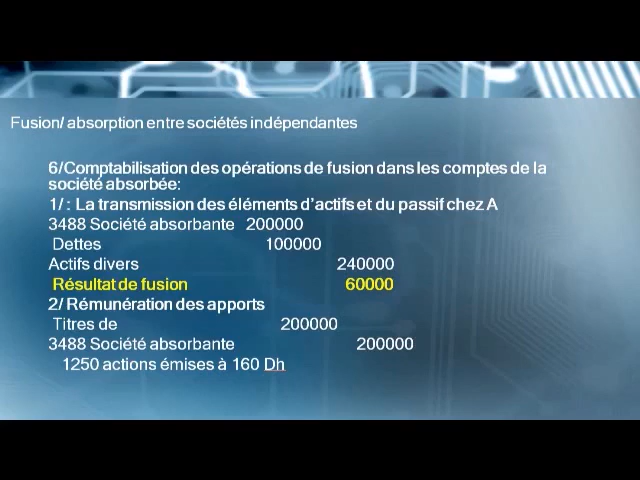 Fusion/ absorption entre sociétés indépendantes
6/Comptabilisation des opérations de fusion dans les comptes de la
société absorbée:
1/ : La transmission des éléments d'actifs et du passif chez A
3488 Société absorbante 200000
Dettes 100000
Actifs divers 240000
Résultat de fusion 60000
2/ Rémunération des apports
Titres de 200000
3488 Société absorbante 200000
1250 actions émises à 160 Dh